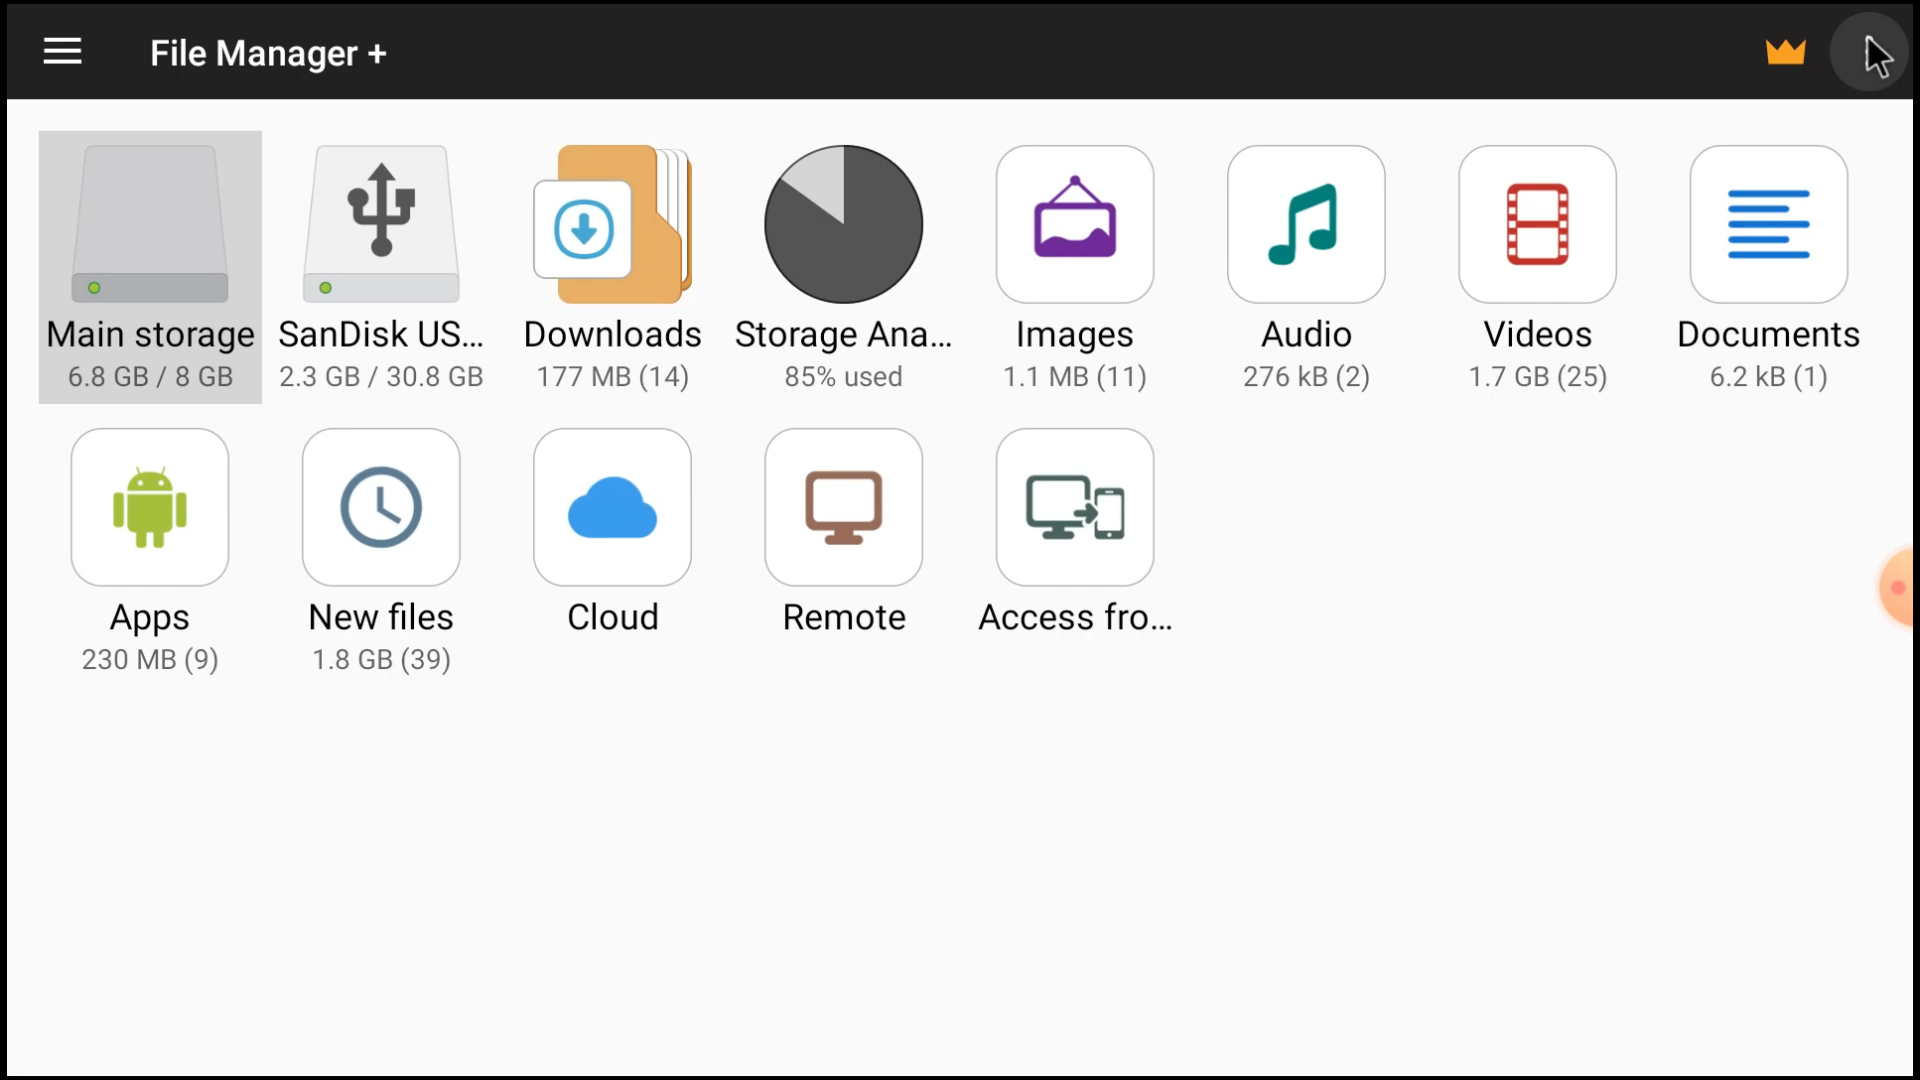 File Manager +
Main storage
6.8 GB / 8 GB
SanDisk US...
2.3 GB / 30.8 GB
Downloads
177 MB (14)
Storage Ana...
85% used
Images
1.1 MB (11)
Audio
276 kB (2)
Videos
1.7 GB (25)
Documents
6.2 kB (1)
Apps
230 MB (9)
New files
1.8 GB (39)
Cloud
Remote
Access fro...